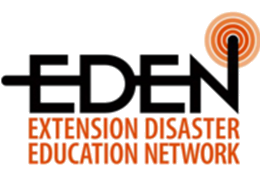 EDEN
EXTENSION DISASTER
EDUCATION NETWORK